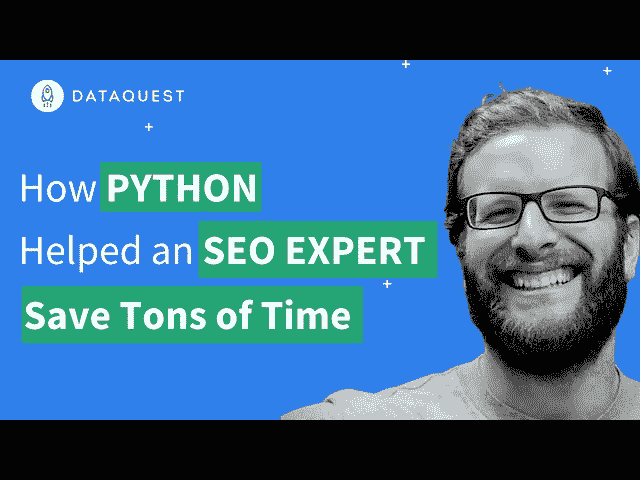 DATAQUEST
How PYTHON
Helped an SEO EXPERT
Save Tons of Time